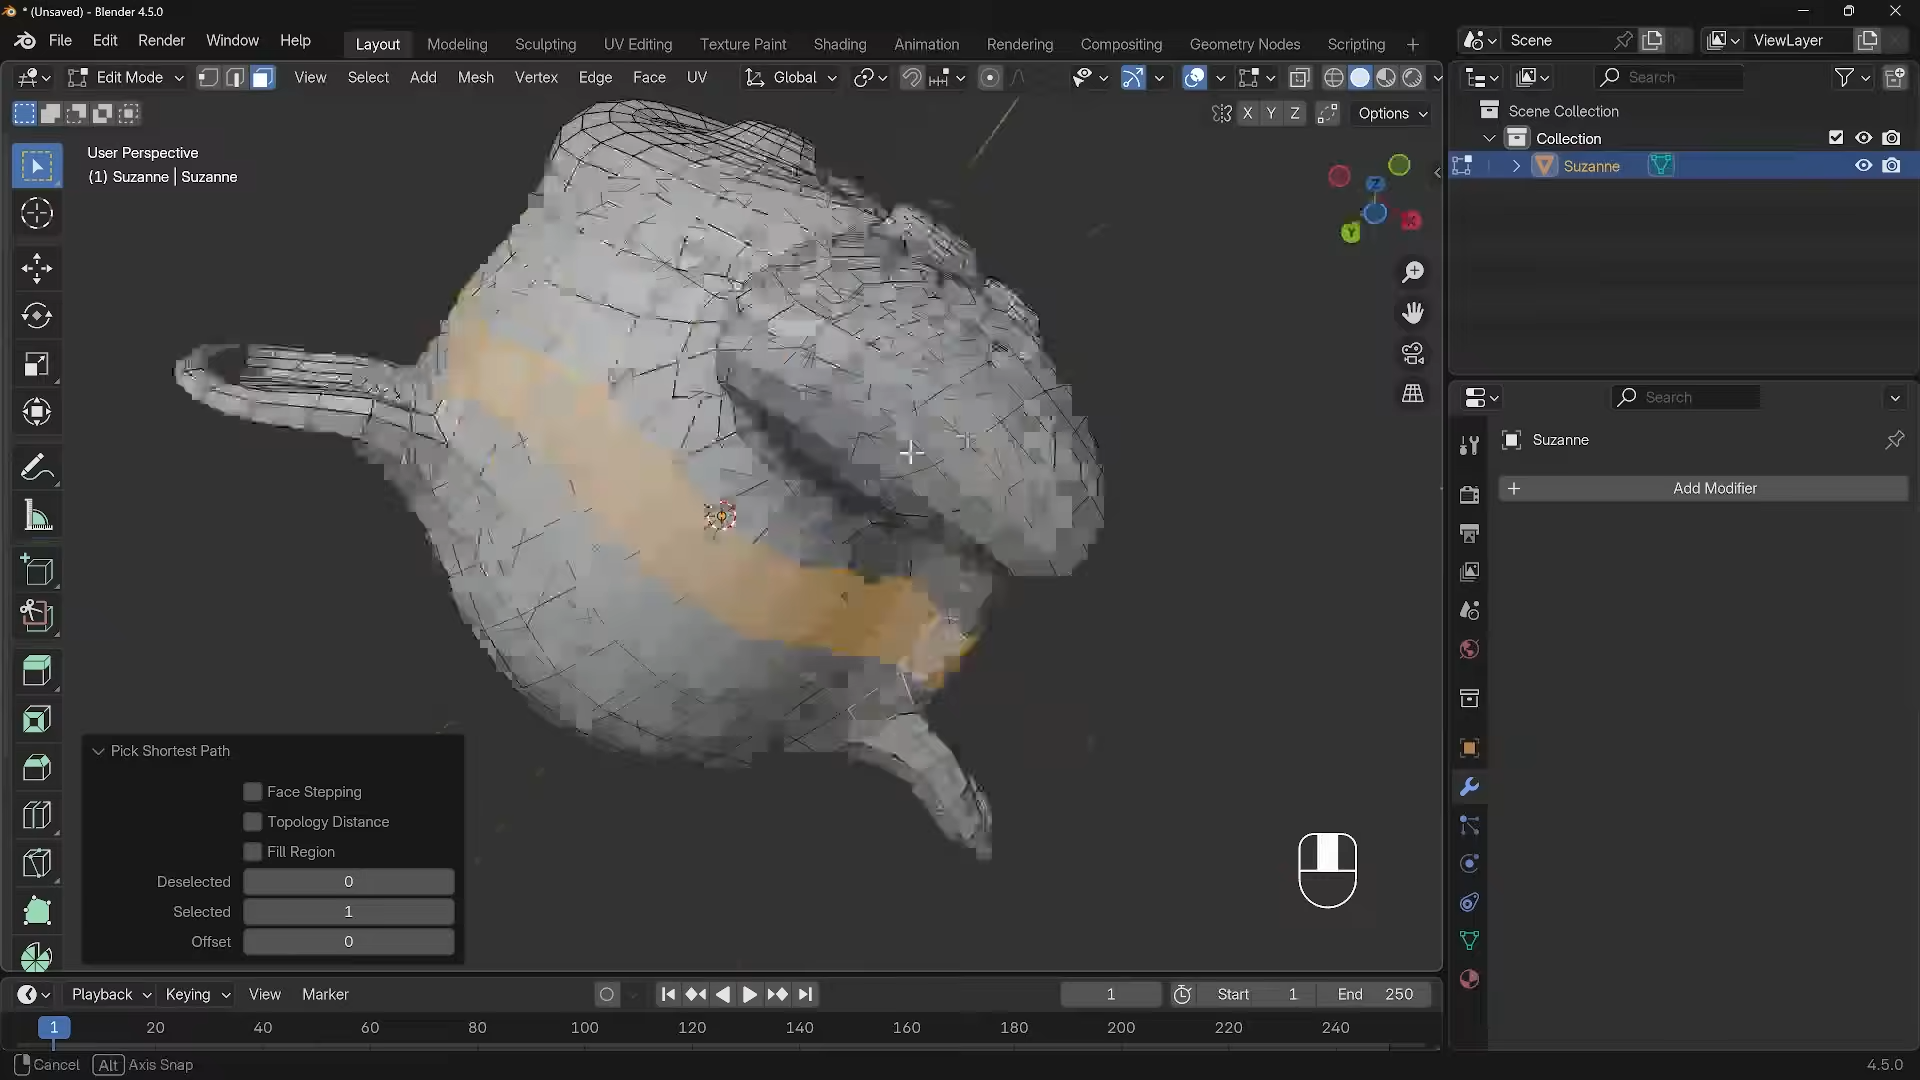 * (Unsaved) - Blender 4.5.0
File Edit Render Window Help
Layout Modeling Sculpting UV Editing Texture Paint Shading Animation Rendering Compositing Geometry Nodes Scripting +
Scene
ViewLayer
Edit Mode View Select Add Mesh Vertex Edge Face UV Global
Search
X Y Z Options
Scene Collection
Collection
Suzanne
User Perspective
(1) Suzanne | Suzanne
Z
X
Y
Search
Suzanne
+ Add Modifier
Pick Shortest Path
Face Stepping
Topology Distance
Fill Region
Deselected 0
Selected 1
Offset 0
Playback Keying View Marker
1 Start 1 End 250
1 20 40 60 80 100 120 140 160 180 200 220 240
Cancel Alt Axis Snap
4.5.0